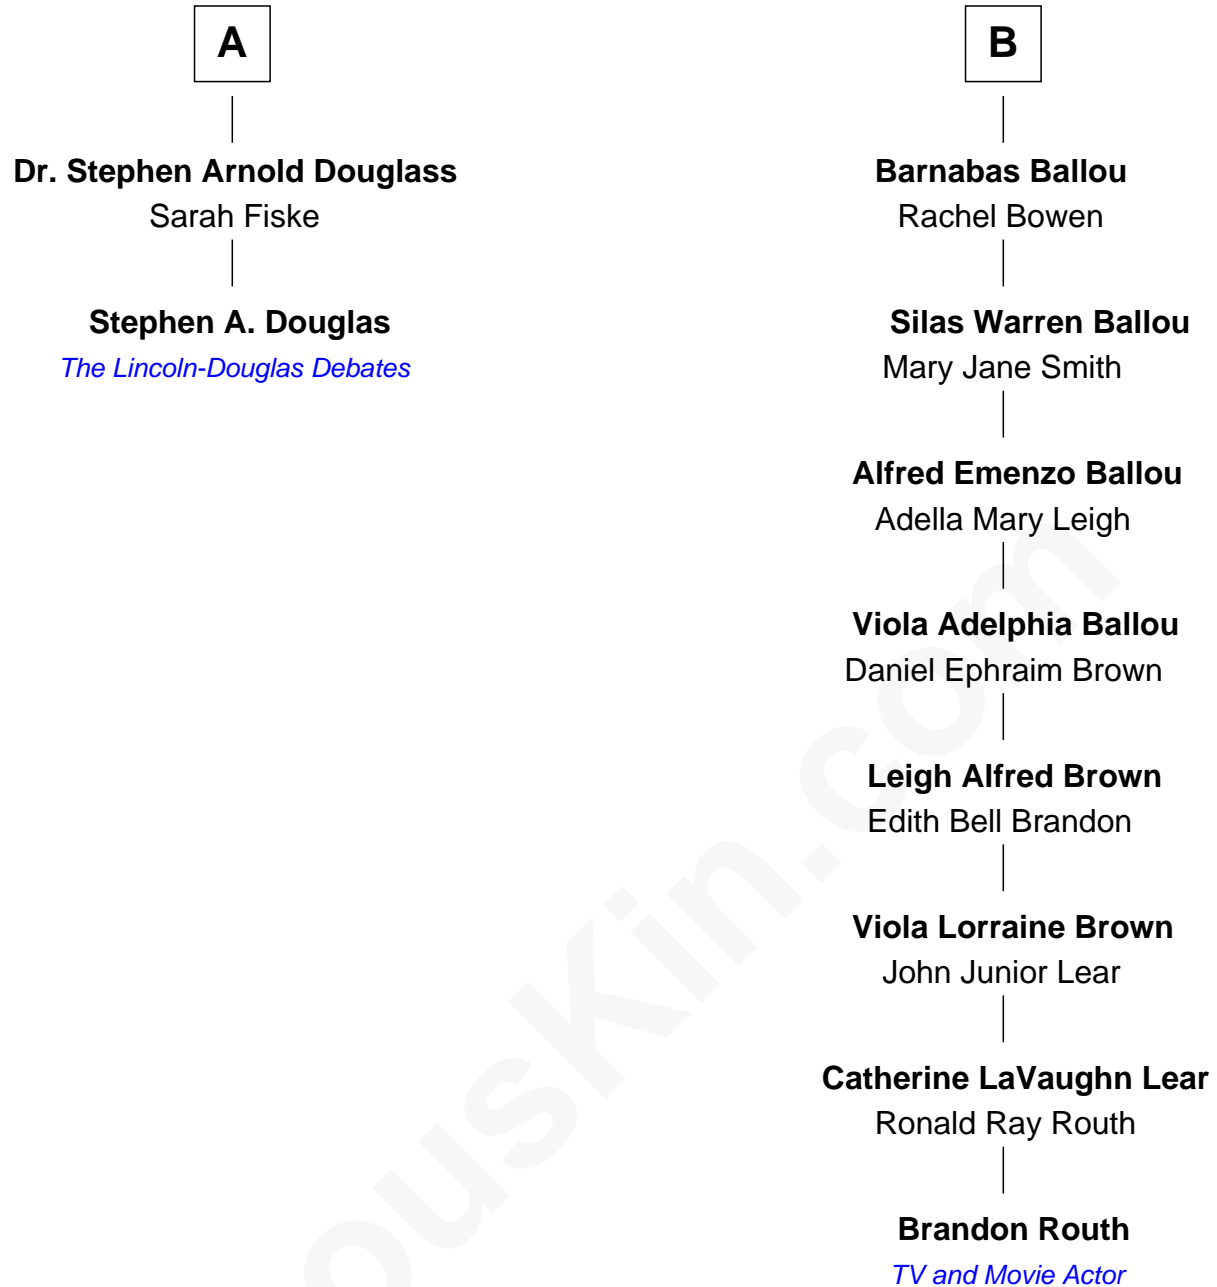 A
Dr. Stephen Arnold Douglass
Sarah Fiske
Stephen A. Douglas
The Lincoln-Douglas Debates
B
Barnabas Ballou
Rachel Bowen
Silas Warren Ballou
Mary Jane Smith
Alfred Emenzo Ballou
Adella Mary Leigh
Viola Adelphia Ballou
Daniel Ephraim Brown
Leigh Alfred Brown
Edith Bell Brandon
Viola Lorraine Brown
John Junior Lear
Catherine LaVaughn Lear
Ronald Ray Routh
Brandon Routh
TV and Movie Actor
ousKin.com